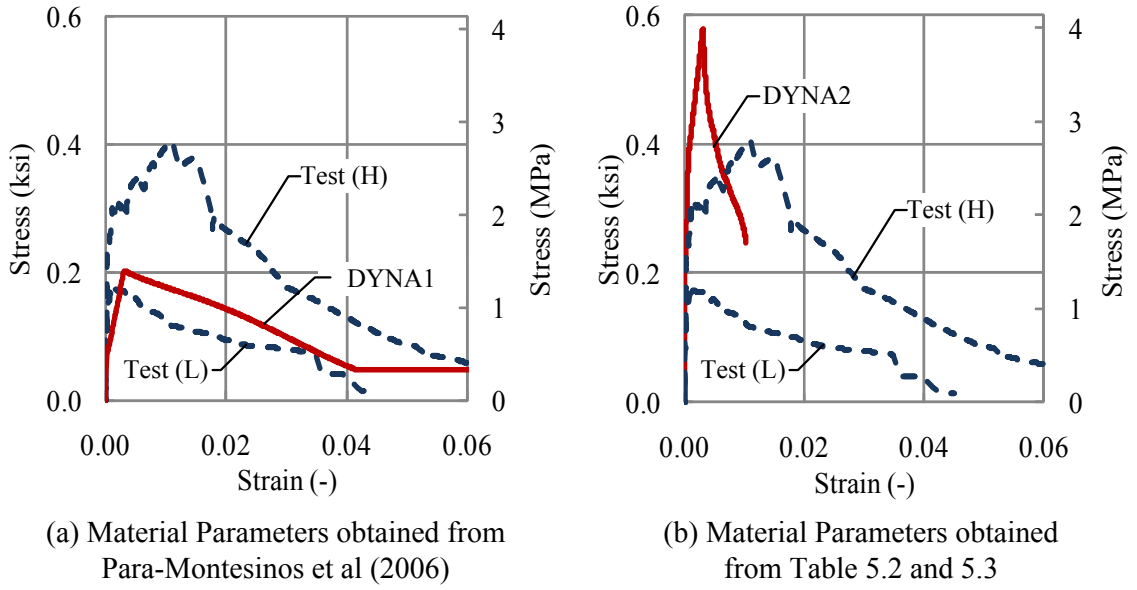 0.6
0.4
0.2
0.0
Stress (ksi)
4
3
2
1
0
Stress (MPa)
0.00
0.02
0.04
0.06
Strain (-)
Test (H)
DYNA1
Test (L)
(a) Material Parameters obtained from
Para-Montesinos et al (2006)
0.6
0.4
0.2
0.0
Stress (ksi)
4
3
2
1
0
Stress (MPa)
0.00
0.02
0.04
0.06
Strain (-)
DYNA2
Test (H)
Test (L)
(b) Material Parameters obtained
from Table 5.2 and 5.3